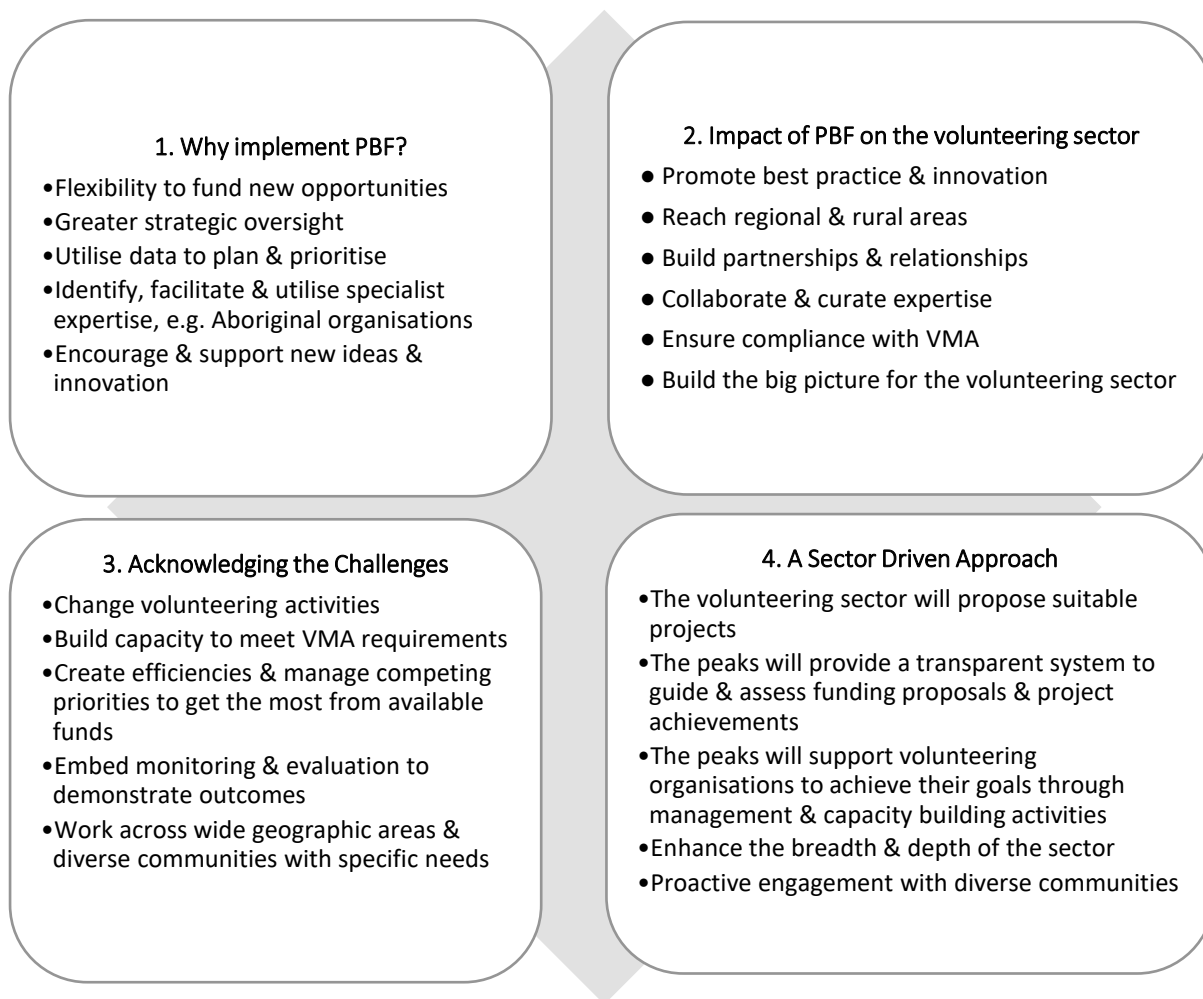 1. Why implement PBF?
•Flexibility to fund new opportunities
•Greater strategic oversight
•Utilise data to plan & prioritise
•Identify, facilitate & utilise specialist
expertise, e.g. Aboriginal organisations
•Encourage & support new ideas &
innovation
2. Impact of PBF on the volunteering sector
● Promote best practice & innovation
● Reach regional & rural areas
● Build partnerships & relationships
● Collaborate & curate expertise
● Ensure compliance with VMA
● Build the big picture for the volunteering sector
3. Acknowledging the Challenges
•Change volunteering activities
•Build capacity to meet VMA requirements
•Create efficiencies & manage competing
priorities to get the most from available
funds
•Embed monitoring & evaluation to
demonstrate outcomes
•Work across wide geographic areas &
diverse communities with specific needs
4. A Sector Driven Approach
•The volunteering sector will propose suitable
projects
•The peaks will provide a transparent system to
guide & assess funding proposals & project
achievements
•The peaks will support volunteering
organisations to achieve their goals through
management & capacity building activities
•Enhance the breadth & depth of the sector
•Proactive engagement with diverse communities